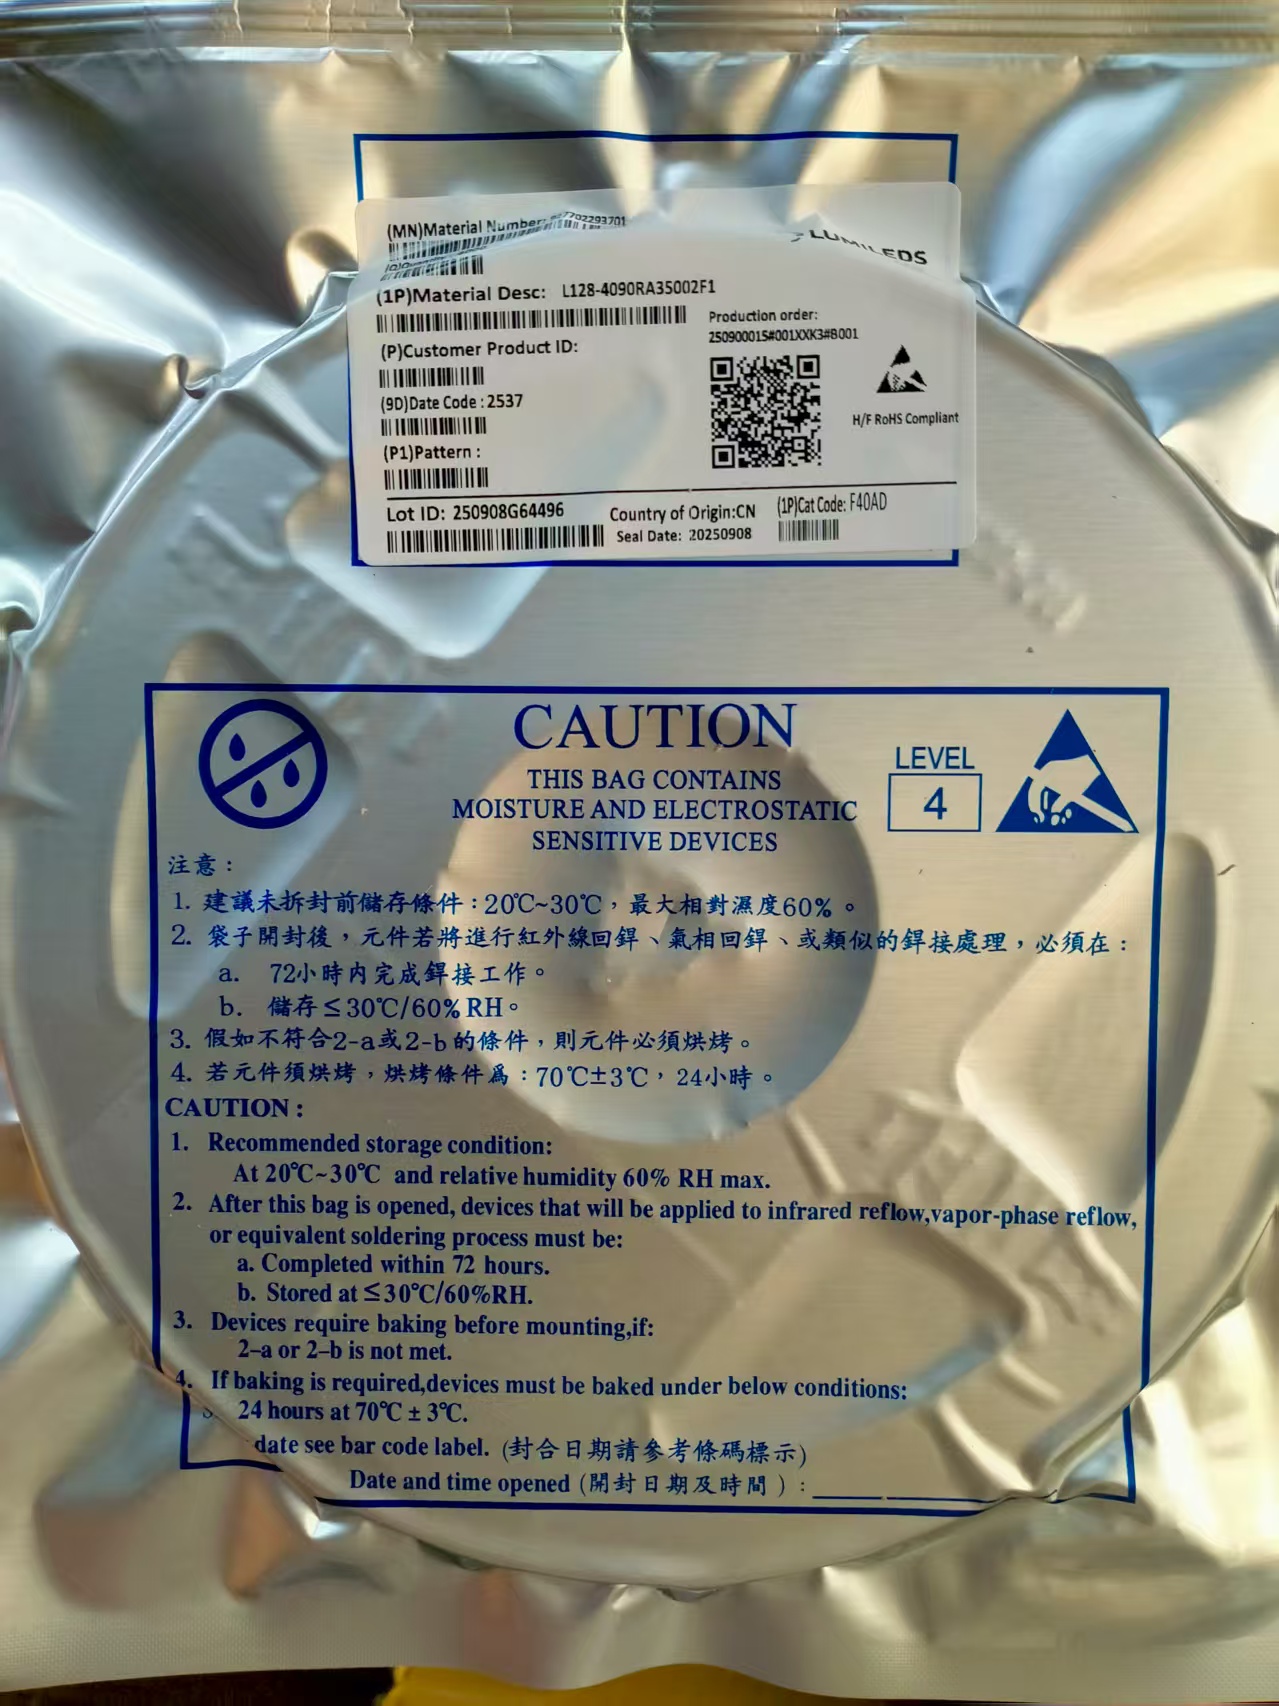 (MN)Material Number:
LUMILEDS
(1P)Material Desc: L128-4090RA35002F1
Production order:
25090001S#001XXK3#B001
(P)Customer Product ID:
(9D)Date Code : 2537
H/F RoHS Compliant
(P1)Pattern :
Lot ID: 250908G64496
Country of Origin:CN
(1P)Cat Code: F40AD
Seal Date: 20250908
CAUTION
THIS BAG CONTAINS
MOISTURE AND ELECTROSTATIC
SENSITIVE DEVICES
LEVEL
4
注意：
1. 建議未拆封前儲存條件：20℃~30℃，最大相對濕度60%。
2. 袋子開封後，元件若將進行紅外線回銲、氣相回銲、或類似的銲接處理，必須在：
a. 72小時內完成銲接工作。
b. 儲存≤30℃/60% RH。
3. 假如不符合2-a或2-b的條件，則元件必須烘烤。
4. 若元件須烘烤，烘烤條件爲：70℃±3℃，24小時。
CAUTION :
1. Recommended storage condition:
At 20℃~30℃ and relative humidity 60% RH max.
2. After this bag is opened, devices that will be applied to infrared reflow,vapor-phase reflow,
or equivalent soldering process must be:
a. Completed within 72 hours.
b. Stored at ≤30℃/60%RH.
3. Devices require baking before mounting,if:
2-a or 2-b is not met.
4. If baking is required,devices must be baked under below conditions:
24 hours at 70℃ ± 3℃.
date see bar code label. (封合日期請參考條碼標示)
Date and time opened (開封日期及時間 ) :